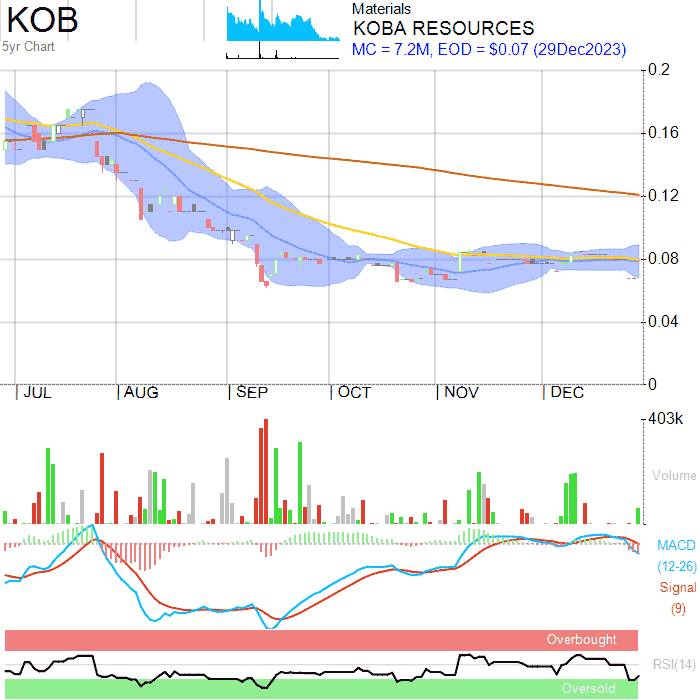 KOB
5yr Chart
Materials
KOBA RESOURCES
MC = 7.2M, EOD = $0.07 (29Dec2023)
0.2
0.16
0.12
0.08
0.04
0
JUL
AUG
SEP
OCT
NOV
DEC
403k
Volume
MACD
(12-26)
Signal
(9)
Overbought
RSI(14)
Oversold